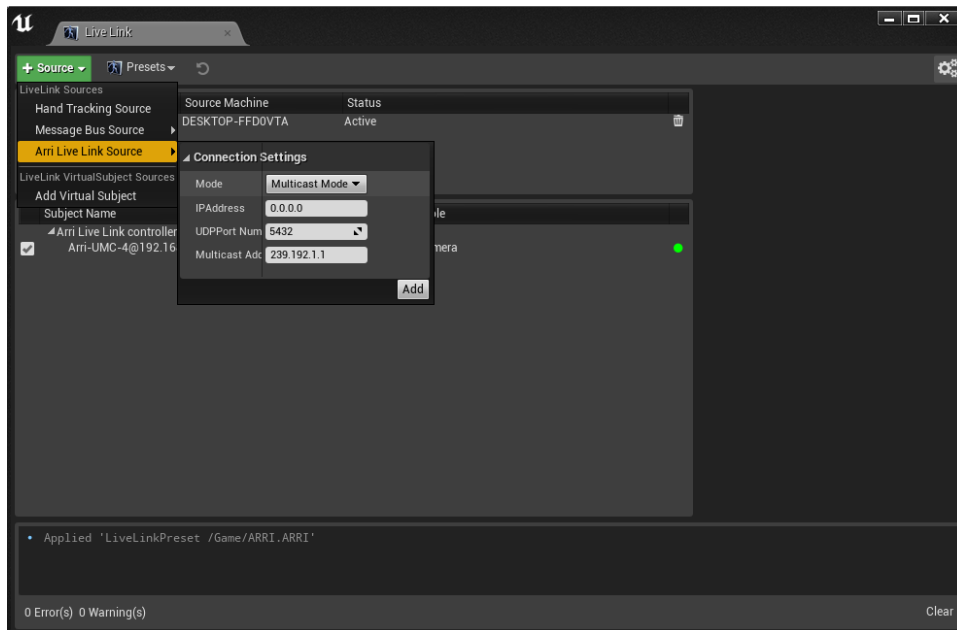 Live Link
+ Source Presets
LiveLink Sources
Hand Tracking Source
Message Bus Source
Arri Live Link Source
LiveLink VirtualSubject Sources
Add Virtual Subject
Source Machine Status
DESKTOP-FFD0VTA Active
Connection Settings
Mode Multicast Mode
IPAddress 0.0.0.0
UDPPort Num 5432
Multicast Adc 239.192.1.1
Add
Subject Name le
Arri Live Link controller
Arri-UMC-4@192.16 mera
Applied 'LiveLinkPreset /Game/ARRI.ARRI'
0 Error(s) 0 Warning(s) Clear